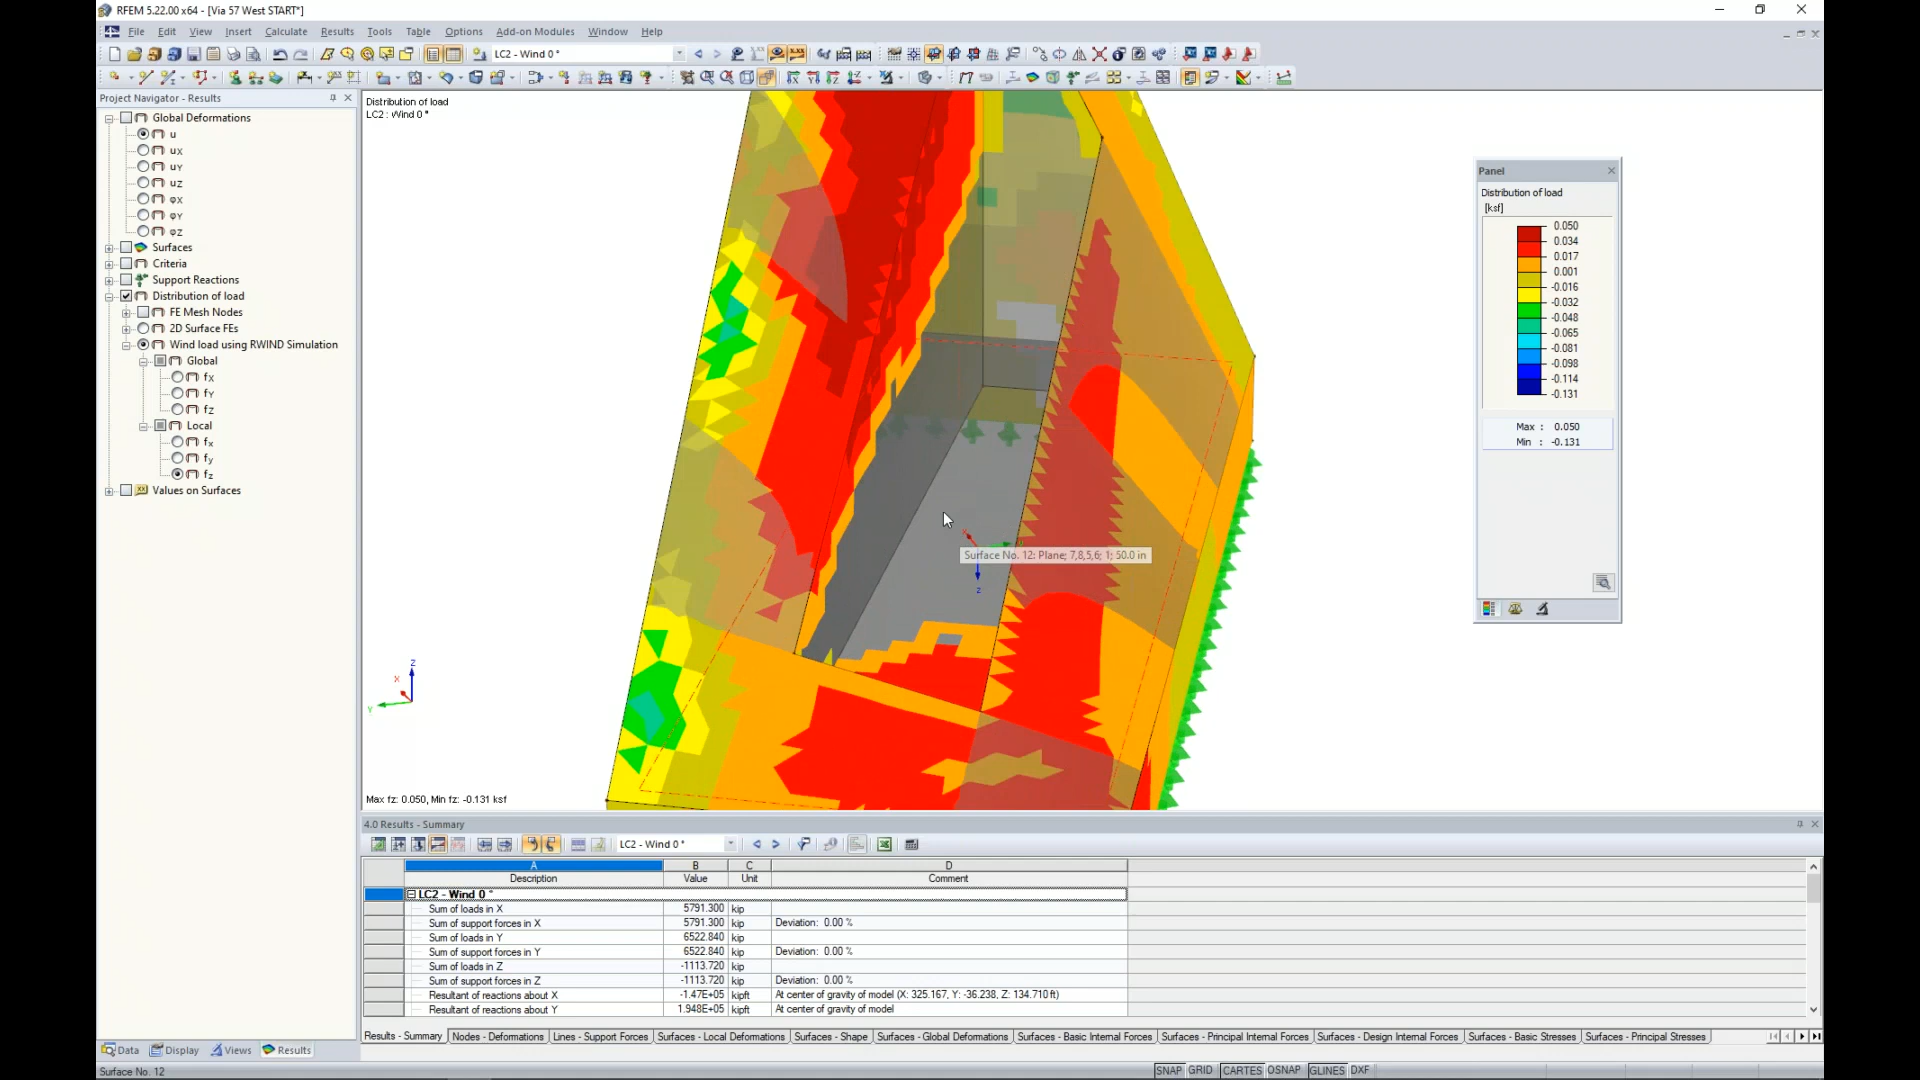 RFEM 5.22.00 x64 - [Via 57 West START*]
File Edit View Insert Calculate Results Tools Table Options Add-on Modules Window Help
LC2 - Wind 0 °
Project Navigator - Results
Global Deformations
u
uX
uY
uZ
φX
φY
φZ
Surfaces
Criteria
Support Reactions
Distribution of load
FE Mesh Nodes
2D Surface FEs
Wind load using RWIND Simulation
Global
fX
fY
fZ
Local
fx
fy
fz
Values on Surfaces
Distribution of load
LC2 : Wind 0 °
Surface No. 12: Plane; 7,8,5,6; 1; 50.0 in
z
Z
X
Y
Max fz: 0.050, Min fz: -0.131 ksf
Panel
Distribution of load
[ksf]
0.050
0.034
0.017
0.001
-0.016
-0.032
-0.048
-0.065
-0.081
-0.098
-0.114
-0.131
Max : 0.050
Min : -0.131
4.0 Results - Summary
LC2 - Wind 0 °
A B C D
Description Value Unit Comment
LC2 - Wind 0 °
Sum of loads in X 5791.300 kip
Sum of support forces in X 5791.300 kip Deviation: 0.00 %
Sum of loads in Y 6522.840 kip
Sum of support forces in Y 6522.840 kip Deviation: 0.00 %
Sum of loads in Z -1113.720 kip
Sum of support forces in Z -1113.720 kip Deviation: 0.00 %
Resultant of reactions about X -1.47E+05 kipft At center of gravity of model (X: 325.167, Y: -36.238, Z: 134.710 ft)
Resultant of reactions about Y 1.948E+05 kipft At center of gravity of model
Results - Summary Nodes - Deformations Lines - Support Forces Surfaces - Local Deformations Surfaces - Shape Surfaces - Global Deformations Surfaces - Basic Internal Forces Surfaces - Principal Internal Forces Surfaces - Design Internal Forces Surfaces - Basic Stresses Surfaces - Principal Stresses
Data Display Views Results
Surface No. 12
SNAP GRID CARTES OSNAP GLINES DXF